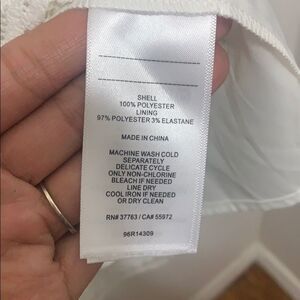 SHELL
100% POLYESTER
LINING
97% POLYESTER 3% ELASTANE
MADE IN CHINA
MACHINE WASH COLD
SEPARATELY
DELICATE CYCLE
ONLY NON-CHLORINE
BLEACH IF NEEDED
LINE DRY
COOL IRON IF NEEDED
OR DRY CLEAN
RN# 37763 / CA# 55972
96R14309